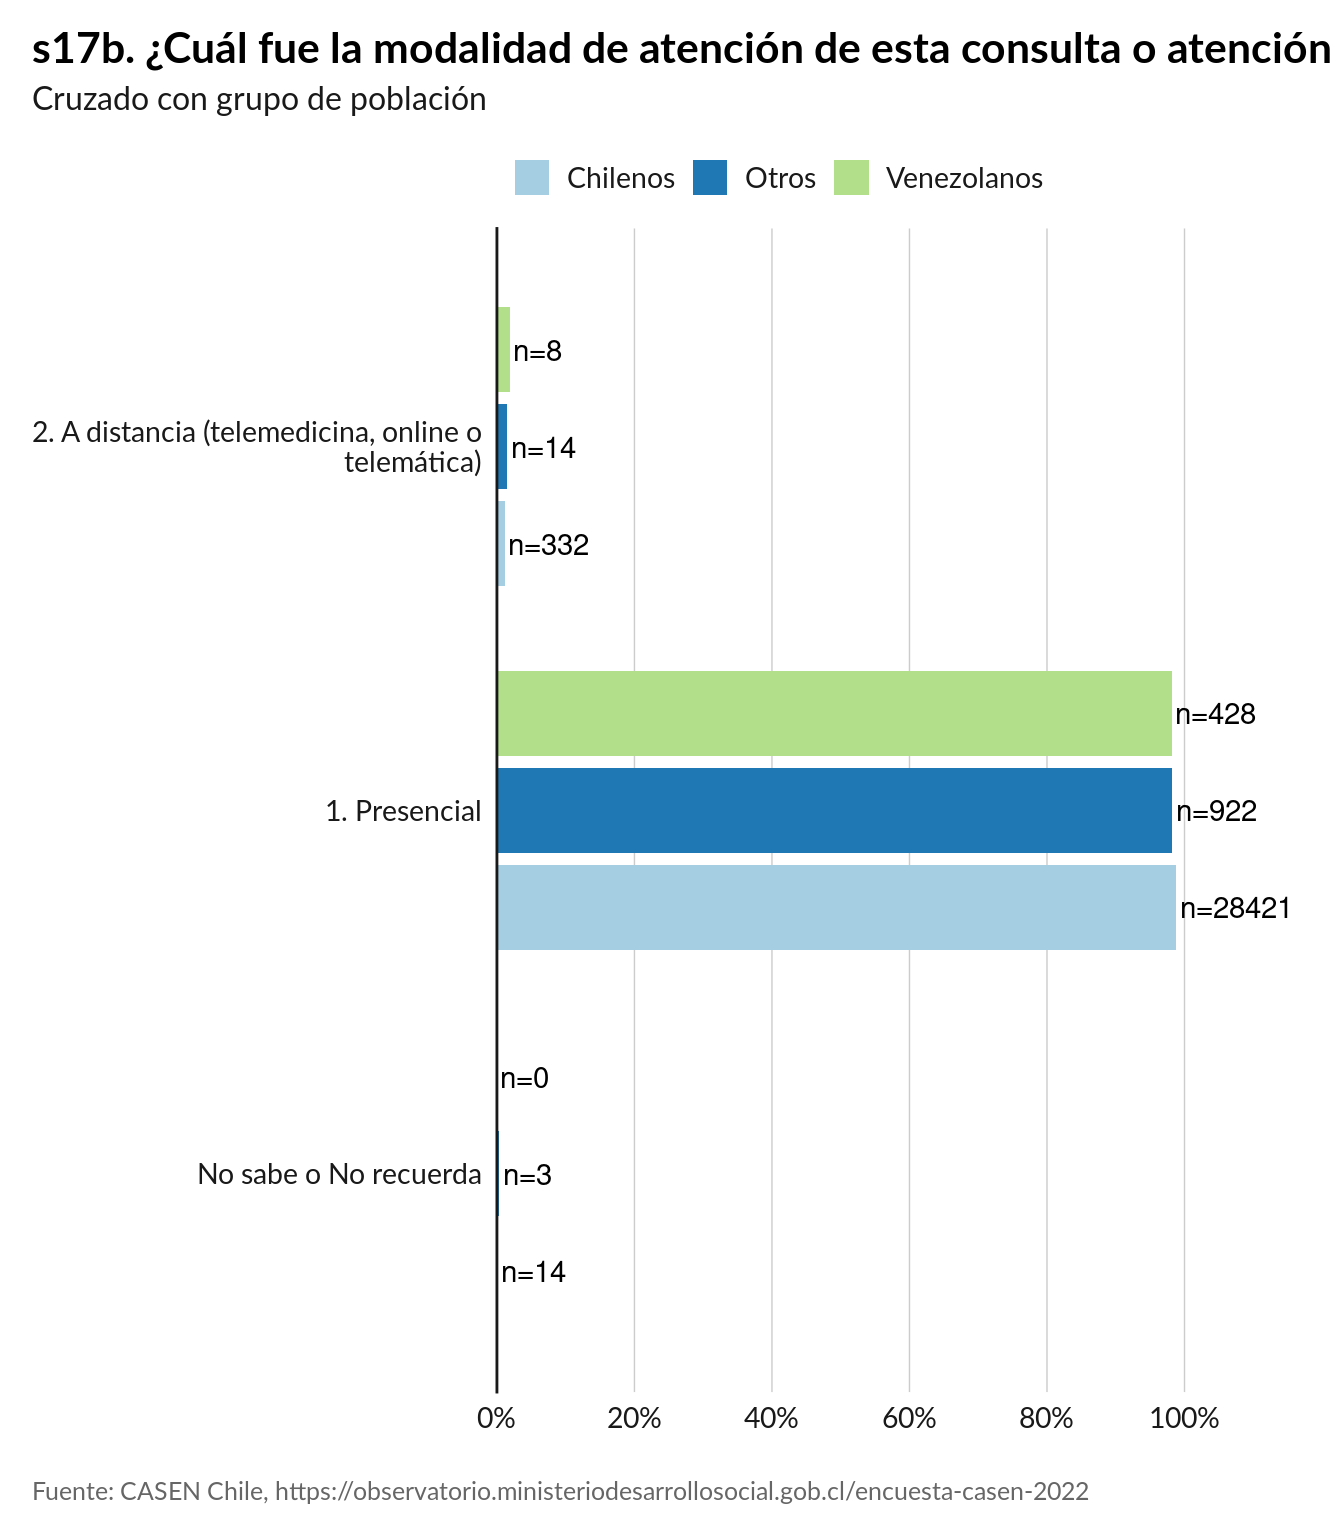 s17b. ¿Cuál fue la modalidad de atención de esta consulta o atención
Cruzado con grupo de población
Chilenos Otros Venezolanos
n=8
2. A distancia (telemedicina, online o
telemática)
n=14
n=332
n=428
1. Presencial
n=922
n=28421
n=0
No sabe o No recuerda
n=3
n=14
0% 20% 40% 60% 80% 100%
Fuente: CASEN Chile, https://observatorio.ministeriodesarrollosocial.gob.cl/encuesta-casen-2022